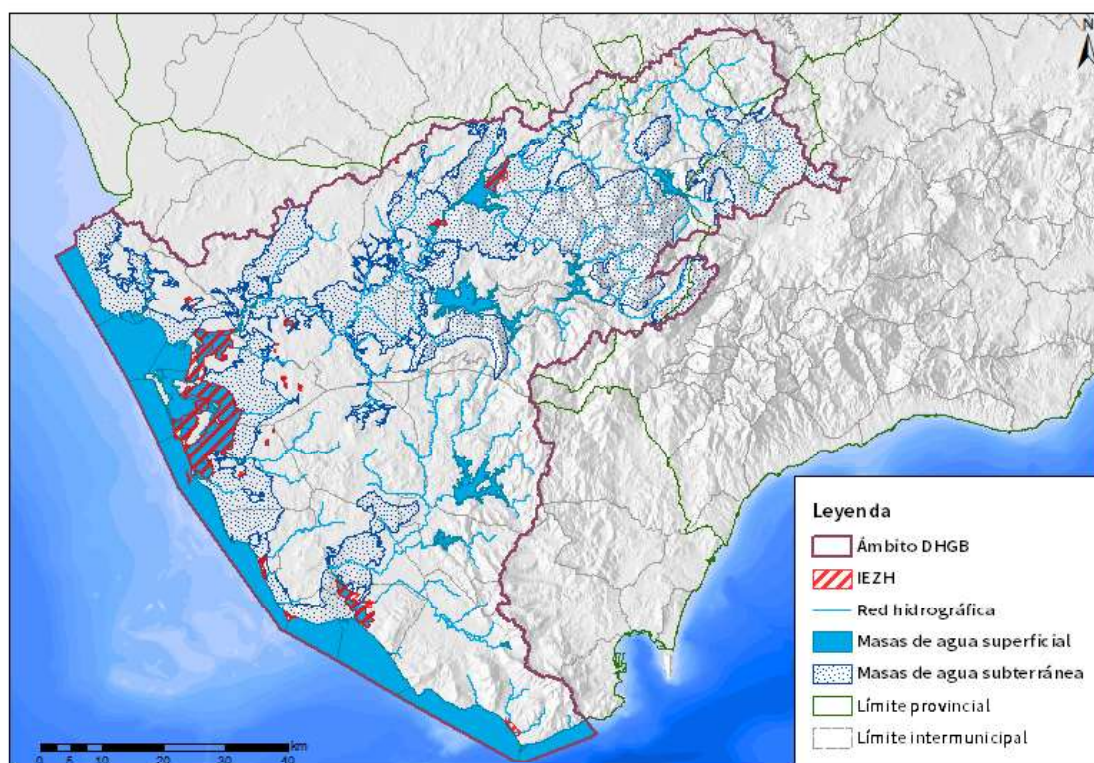 N
Leyenda
Ámbito DHGB
IEZH
Red hidrográfica
Masas de agua superficial
Masas de agua subterránea
Límite provincial
Límite intermunicipal
km
0 5 10 20 30 40